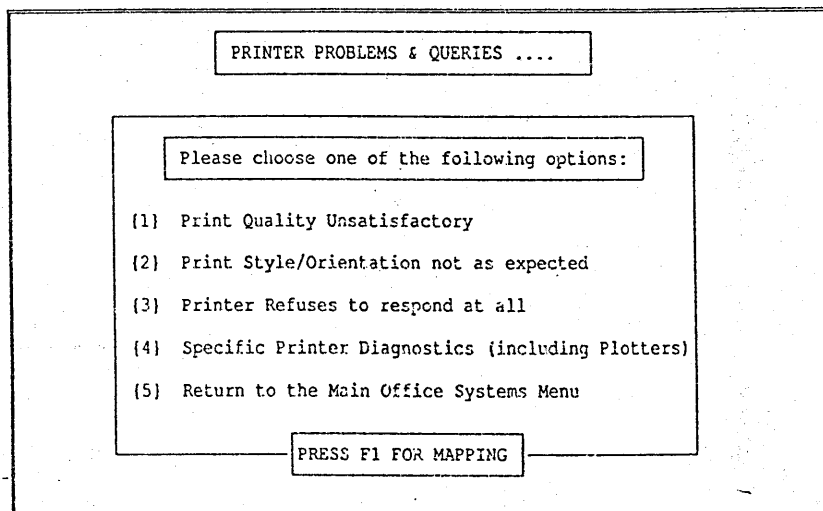 PRINTER PROBLEMS & QUERIES ....
Please choose one of the following options:
{1} Print Quality Unsatisfactory
{2} Print Style/Orientation not as expected
{3} Printer Refuses to respond at all
{4} Specific Printer Diagnostics (including Plotters)
{5} Return to the Main Office Systems Menu
PRESS F1 FOR MAPPING